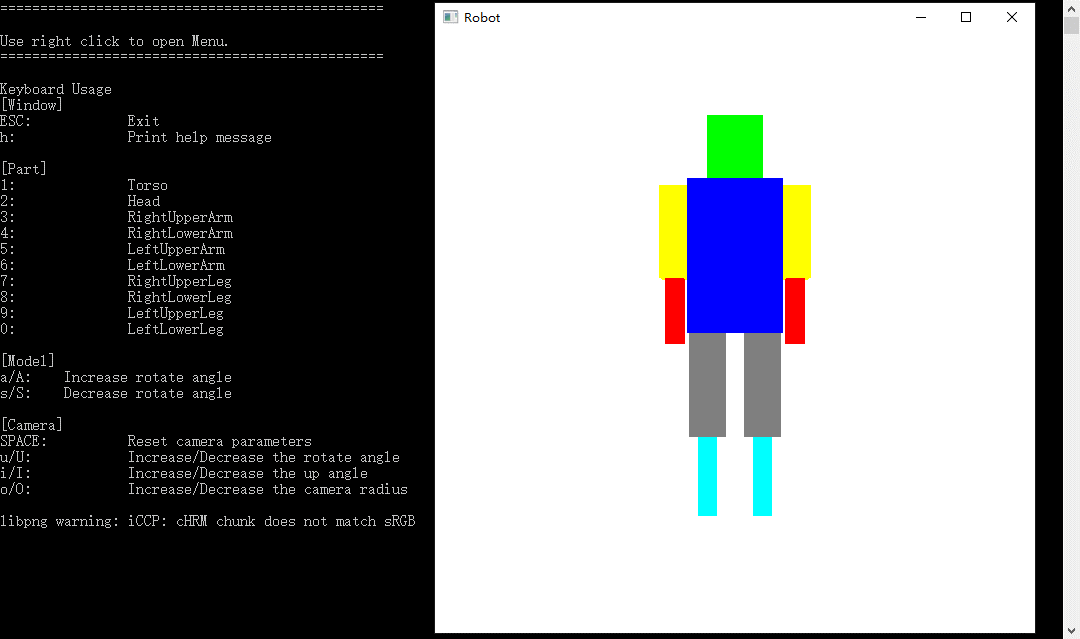 ================================================
Use right click to open Menu.
================================================
Keyboard Usage
[Window]
ESC: Exit
h: Print help message
[Part]
1: Torso
2: Head
3: RightUpperArm
4: RightLowerArm
5: LeftUpperArm
6: LeftLowerArm
7: RightUpperLeg
8: RightLowerLeg
9: LeftUpperLeg
0: LeftLowerLeg
[Model]
a/A: Increase rotate angle
s/S: Decrease rotate angle
[Camera]
SPACE: Reset camera parameters
u/U: Increase/Decrease the rotate angle
i/I: Increase/Decrease the up angle
o/O: Increase/Decrease the camera radius
libpng warning: iCCP: cHRM chunk does not match sRGB
Robot